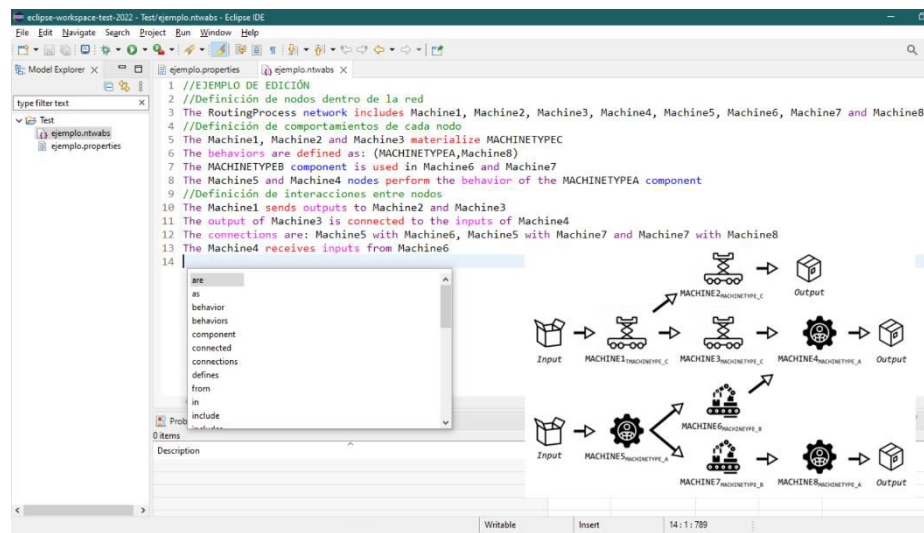 eclipse-workspace-test-2022 - Test/ejemplo.ntwabs - Eclipse IDE
File Edit Navigate Search Project Run Window Help
Model Explorer
ejemplo.properties
ejemplo.ntwabs
type filter text
Test
ejemplo.ntwabs
ejemplo.properties
1 //EJEMPLO DE EDICIÓN
2 //Definición de nodos dentro de la red
3 The RoutingProcess network includes Machine1, Machine2, Machine3, Machine4, Machine5, Machine6, Machine7 and Machine8
4 //Definición de comportamientos de cada nodo
5 The Machine1, Machine2 and Machine3 materialize MACHINETYPEC
6 The behaviors are defined as: (MACHINETYPEA,Machine8)
7 The MACHINETYPEB component is used in Machine6 and Machine7
8 The Machine5 and Machine4 nodes perform the behavior of the MACHINETYPEA component
9 //Definición de interacciones entre nodos
10 The Machine1 sends outputs to Machine2 and Machine3
11 The output of Machine3 is connected to the inputs of Machine4
12 The connections are: Machine5 with Machine6, Machine5 with Machine7 and Machine7 with Machine8
13 The Machine4 receives inputs from Machine6
14
are
as
behavior
behaviors
component
connected
connections
defines
from
in
include
MACHINE2MACHINETYPE_C
Output
Input
MACHINE3MACHINETYPE_C
MACHINE4MACHINETYPE_A
Output
MACHINE6MACHINETYPE_B
Input
MACHINE5MACHINETYPE_A
MACHINE7MACHINETYPE_B
MACHINE8MACHINETYPE_A
Output
Prob
0 items
Description
Writable
Insert
14 : 1 : 789